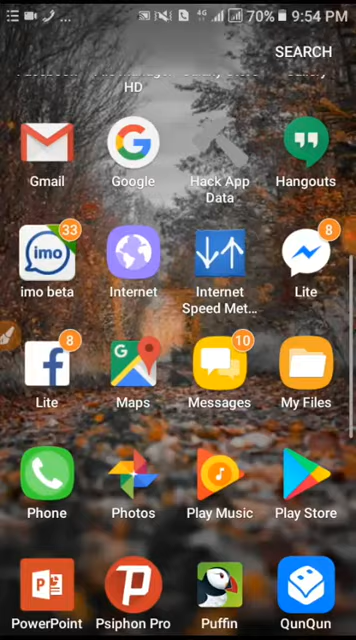 4G 70% 9:54 PM
SEARCH
HD
Gmail Google Hack App Data Hangouts
33 8
imo
imo beta Internet Internet Speed Met... Lite
8 10
Lite Maps Messages My Files
Phone Photos Play Music Play Store
PowerPoint Psiphon Pro Puffin QunQun